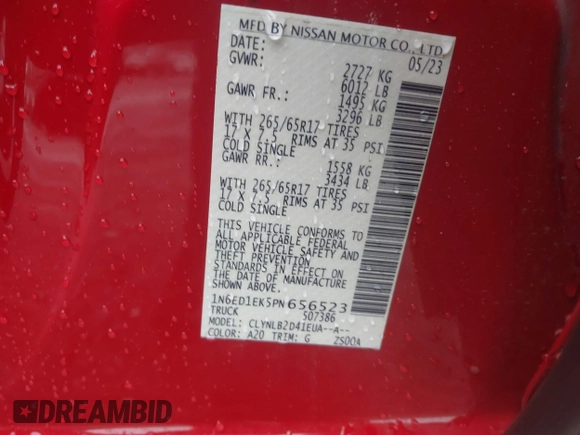 MFD BY NISSAN MOTOR CO., LTD.
DATE: 05/23
GVWR: 2727 KG
6012 LB
GAWR FR.: 1495 KG
3296 LB
WITH 265/65R17 TIRES
17 X 7.5 RIMS AT 35 PSI
COLD SINGLE
GAWR RR.: 1558 KG
3434 LB
WITH 265/65R17 TIRES
17 X 7.5 RIMS AT 35 PSI
COLD SINGLE
THIS VEHICLE CONFORMS TO
ALL APPLICABLE FEDERAL
MOTOR VEHICLE SAFETY AND
THEFT PREVENTION
STANDARDS IN EFFECT ON
THE DATE OF MANUFACTURE
SHOWN ABOVE.
1N6ED1EK5PN656523
TRUCK S07386
MODEL: CLYNLB2D41EUA--A--
COLOR: A20 TRIM: G ZSOOA
DREAMBID